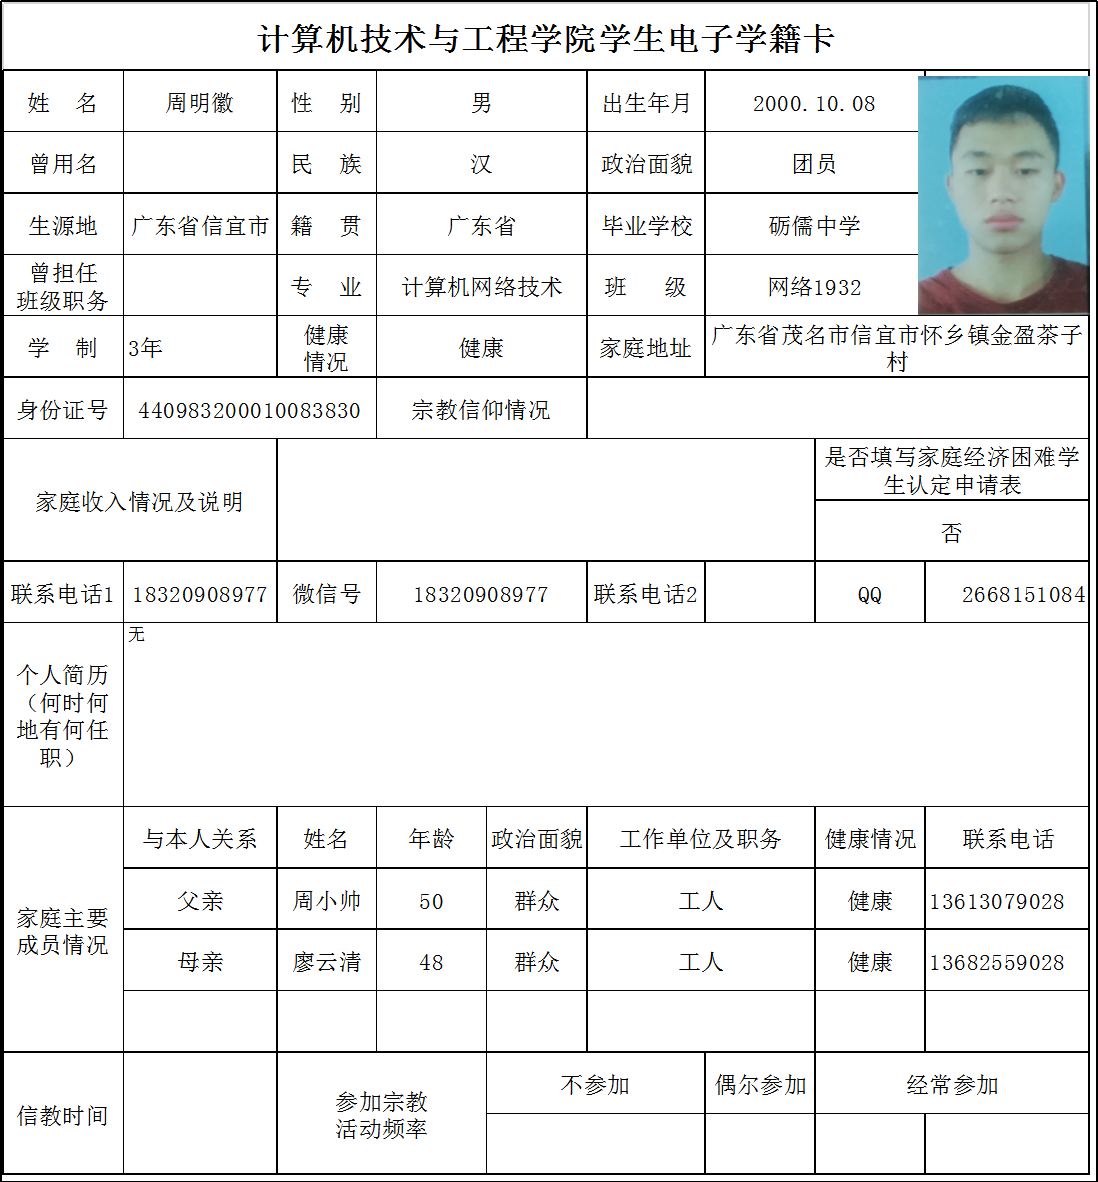 计算机技术与工程学院学生电子学籍卡
姓 名 周明徽 性 别 男 出生年月 2000.10.08
曾用名 民 族 汉 政治面貌 团员
生源地 广东省信宜市 籍 贯 广东省 毕业学校 砺儒中学
曾担任
班级职务 专 业 计算机网络技术 班 级 网络1932
学 制 3年 健康
情况 健康 家庭地址 广东省茂名市信宜市怀乡镇金盈茶子
村
身份证号 440983200010083830 宗教信仰情况
家庭收入情况及说明 是否填写家庭经济困难学
生认定申请表
否
联系电话1 18320908977 微信号 18320908977 联系电话2 QQ 2668151084
个人简历
（何时何
地有何任
职） 无
家庭主要
成员情况 与本人关系 姓名 年龄 政治面貌 工作单位及职务 健康情况 联系电话
父亲 周小帅 50 群众 工人 健康 13613079028
母亲 廖云清 48 群众 工人 健康 13682559028
信教时间 参加宗教
活动频率 不参加 偶尔参加 经常参加